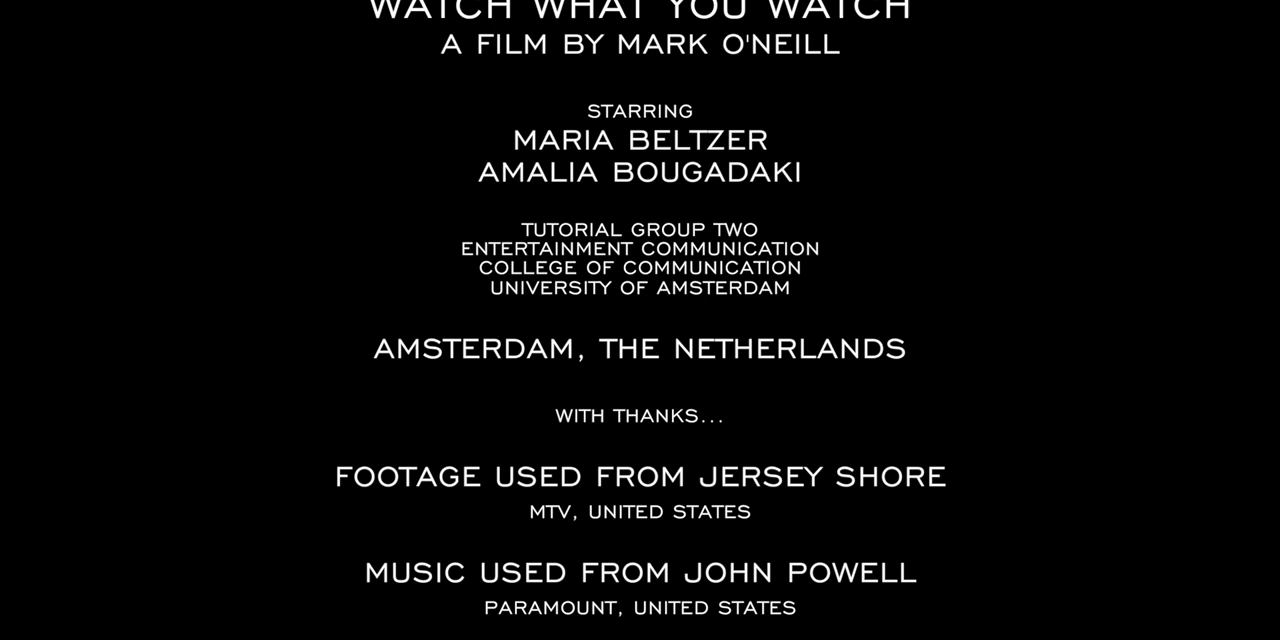 WATCH WHAT YOU WATCH
A FILM BY MARK O'NEILL
STARRING
MARIA BELTZER
AMALIA BOUGADAKI
TUTORIAL GROUP TWO
ENTERTAINMENT COMMUNICATION
COLLEGE OF COMMUNICATION
UNIVERSITY OF AMSTERDAM
AMSTERDAM, THE NETHERLANDS
WITH THANKS...
FOOTAGE USED FROM JERSEY SHORE
MTV, UNITED STATES
MUSIC USED FROM JOHN POWELL
PARAMOUNT, UNITED STATES